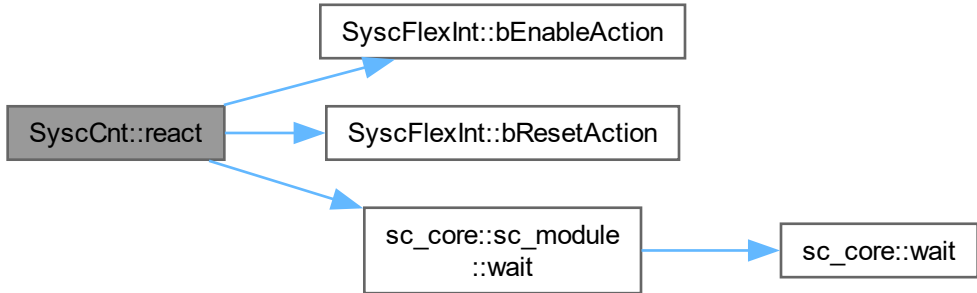 SyscFlexInt::bEnableAction
SyscCnt::react
SyscFlexInt::bResetAction
sc_core::sc_module
::wait
sc_core::wait